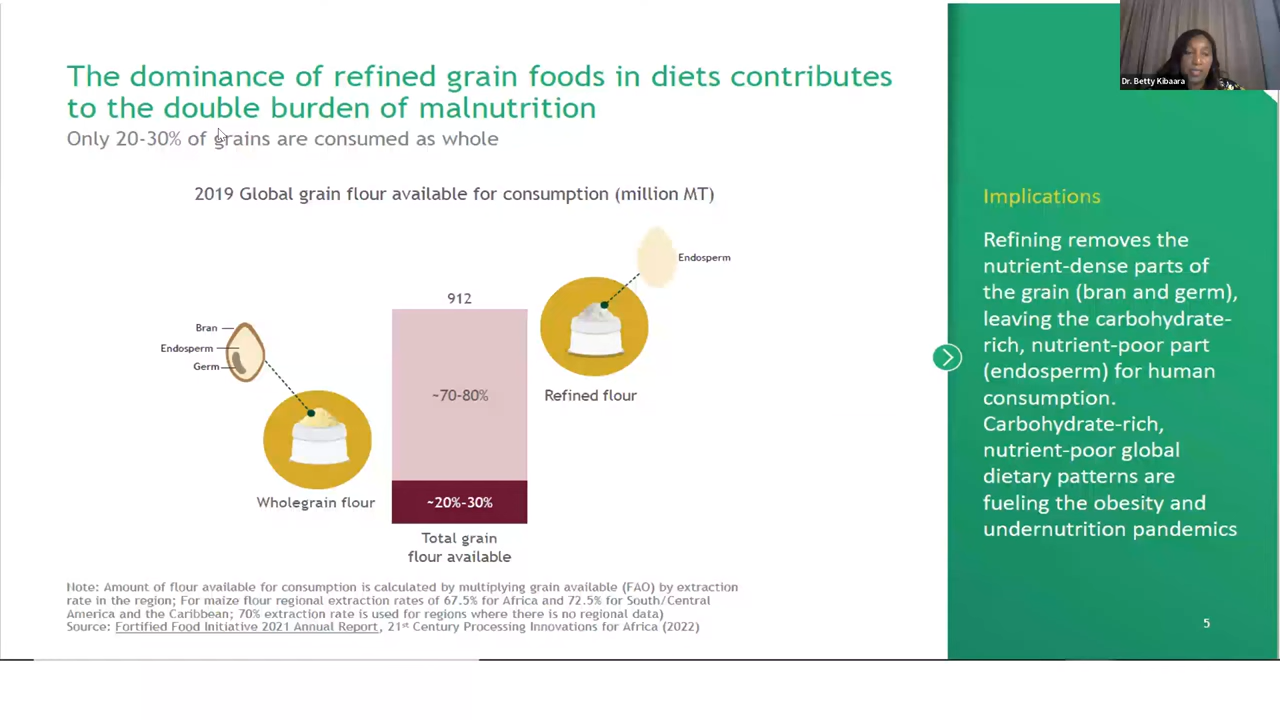 The dominance of refined grain foods in diets contributes
to the double burden of malnutrition
Only 20-30% of grains are consumed as whole
2019 Global grain flour available for consumption (million MT)
Endosperm
912
Bran
Endosperm
Germ
~70-80%
Refined flour
Wholegrain flour
~20%-30%
Total grain
flour available
Note: Amount of flour available for consumption is calculated by multiplying grain available (FAO) by extraction
rate in the region; For maize flour regional extraction rates of 67.5% for Africa and 72.5% for South/Central
America and the Caribbean; 70% extraction rate is used for regions where there is no regional data)
Source: Fortified Food Initiative 2021 Annual Report, 21st Century Processing Innovations for Africa (2022)
Dr. Betty Kibaara
Implications
Refining removes the
nutrient-dense parts of
the grain (bran and germ),
leaving the carbohydrate-
rich, nutrient-poor part
(endosperm) for human
consumption.
Carbohydrate-rich,
nutrient-poor global
dietary patterns are
fueling the obesity and
undernutrition pandemics
5